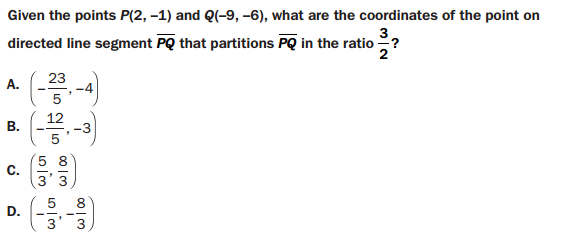 Given the points P(2, –1) and Q(–9, –6), what are the coordinates of the point on
directed line segment P̅Q̅ that partitions P̅Q̅ in the ratio 3/2?
A. (–23/5, –4)
B. (–12/5, –3)
C. (5/3, 8/3)
D. (–5/3, –8/3)